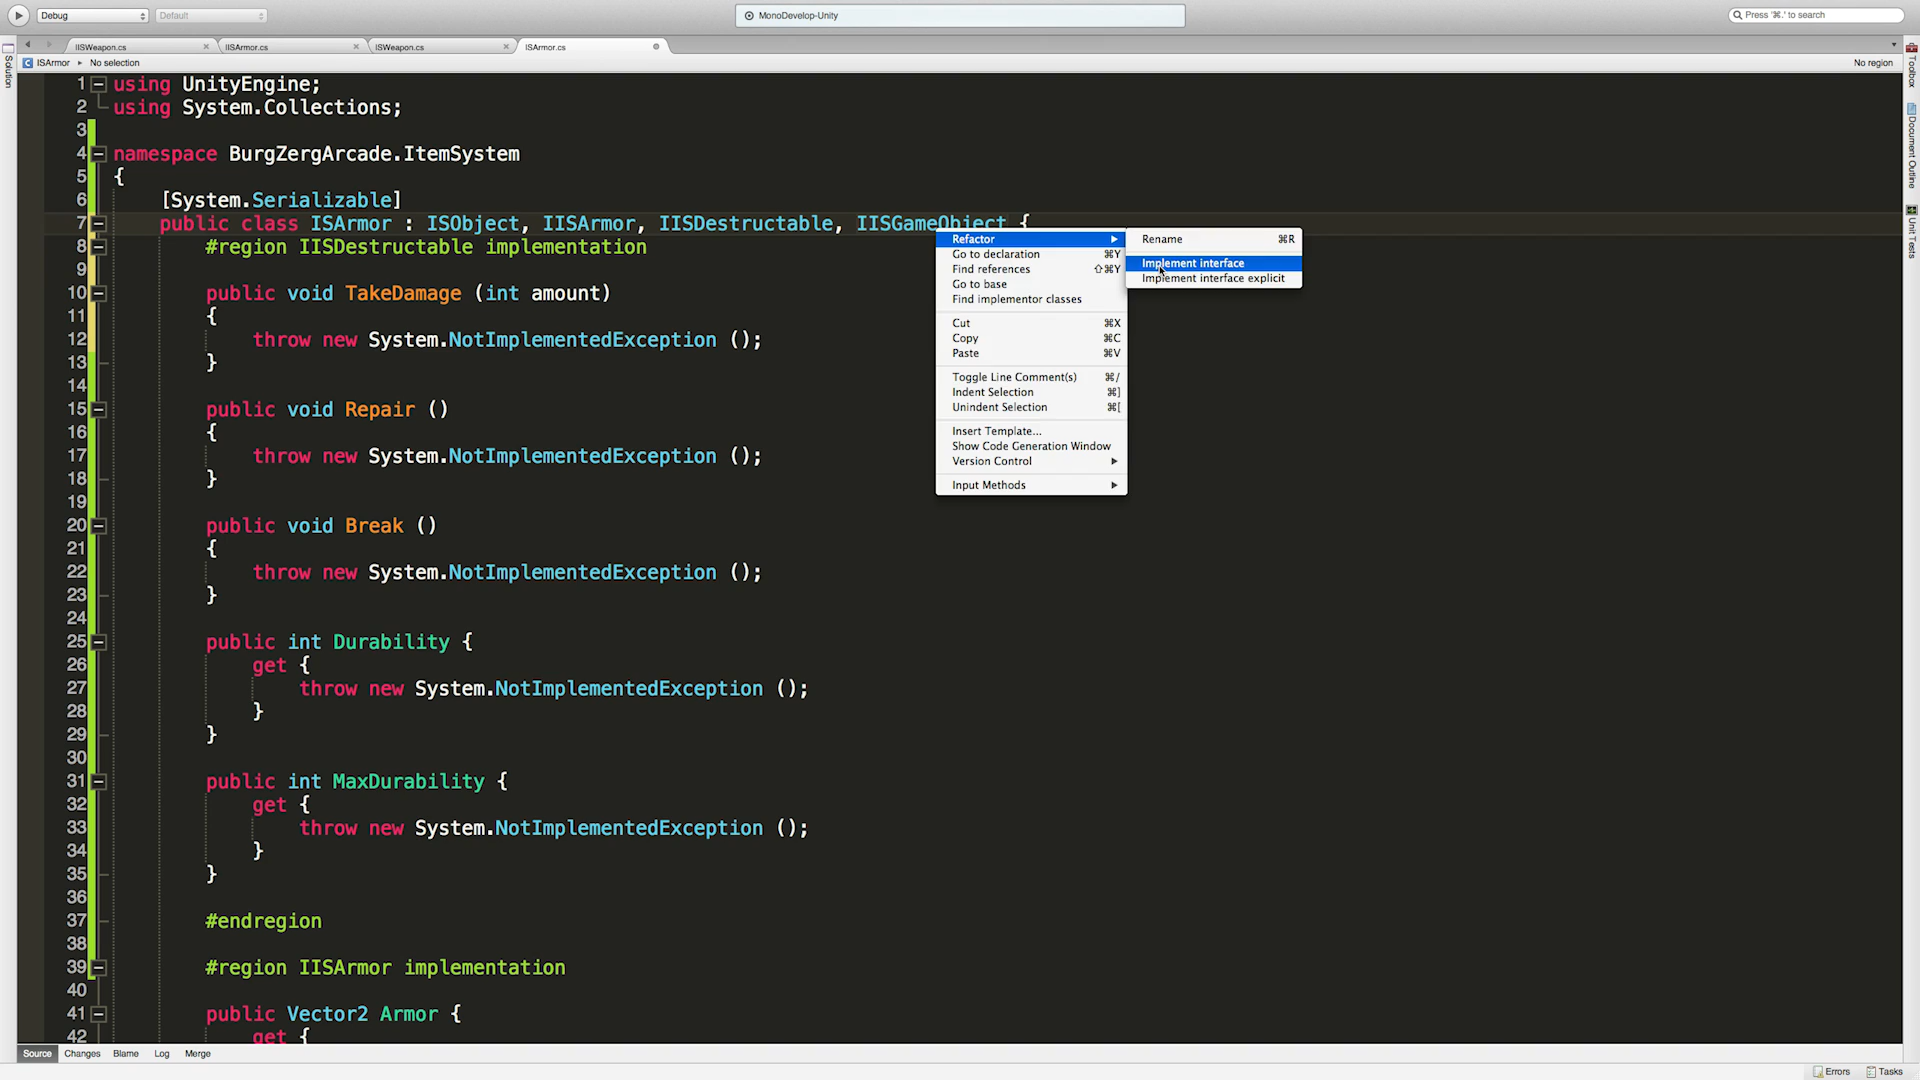 Debug
Default
MonoDevelop-Unity
Press '⌘.' to search
IISWeapon.cs
IISArmor.cs
ISWeapon.cs
ISArmor.cs
ISArmor ▸ No selection
No region
Solution
Toolbox
Document Outline
Unit Tests
1 using UnityEngine;
2 using System.Collections;
3
4 namespace BurgZergArcade.ItemSystem
5 {
6 [System.Serializable]
7 public class ISArmor : ISObject, IISArmor, IISDestructable, IISGameObject {
8 #region IISDestructable implementation
9
10 public void TakeDamage (int amount)
11 {
12 throw new System.NotImplementedException ();
13 }
14
15 public void Repair ()
16 {
17 throw new System.NotImplementedException ();
18 }
19
20 public void Break ()
21 {
22 throw new System.NotImplementedException ();
23 }
24
25 public int Durability {
26 get {
27 throw new System.NotImplementedException ();
28 }
29 }
30
31 public int MaxDurability {
32 get {
33 throw new System.NotImplementedException ();
34 }
35 }
36
37 #endregion
38
39 #region IISArmor implementation
40
41 public Vector2 Armor {
42 get {
Refactor
Go to declaration ⌘Y
Find references ⇧⌘Y
Go to base
Find implementor classes
Cut ⌘X
Copy ⌘C
Paste ⌘V
Toggle Line Comment(s) ⌘/
Indent Selection ⌘]
Unindent Selection ⌘[
Insert Template...
Show Code Generation Window
Version Control
Input Methods
Rename ⌘R
Implement interface
Implement interface explicit
Source Changes Blame Log Merge
Errors Tasks